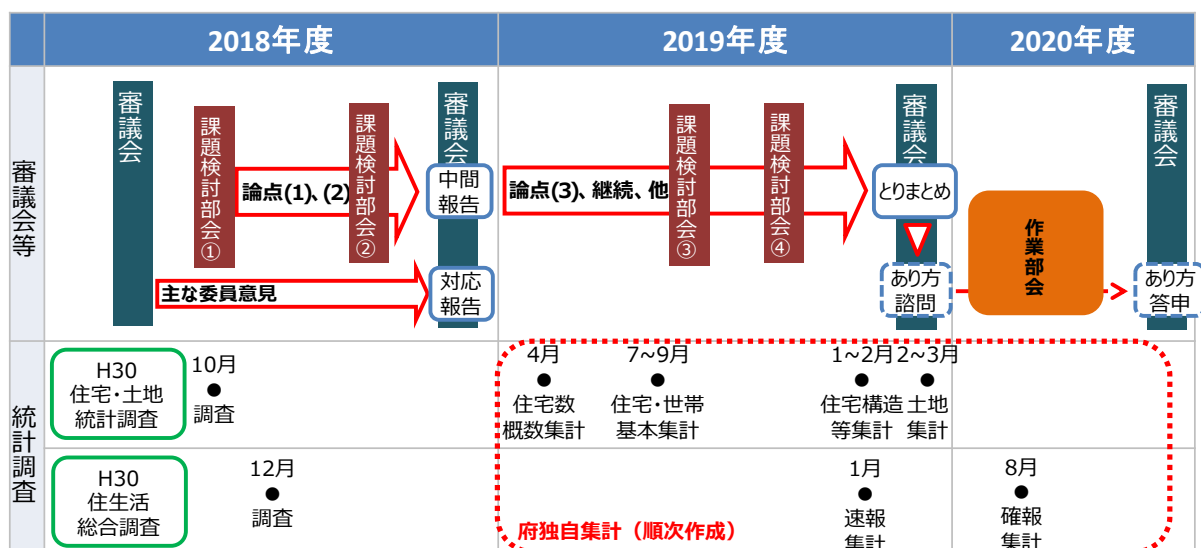 2018年度
2019年度
2020年度
審議会等
審議会
課題検討部会①
論点(1)、(2)
課題検討部会②
審議会
中間
報告
主な委員意見
対応
報告
論点(3)、継続、他
課題検討部会③
課題検討部会④
審議会
とりまとめ
あり方
諮問
作業部会
審議会
あり方
答申
統計調査
H30
住宅・土地
統計調査
10月
調査
4月
住宅数
概数集計
7~9月
住宅・世帯
基本集計
1~2月
住宅構造
等集計
2~3月
土地
集計
H30
住生活
総合調査
12月
調査
府独自集計（順次作成）
1月
速報
集計
8月
確報
集計